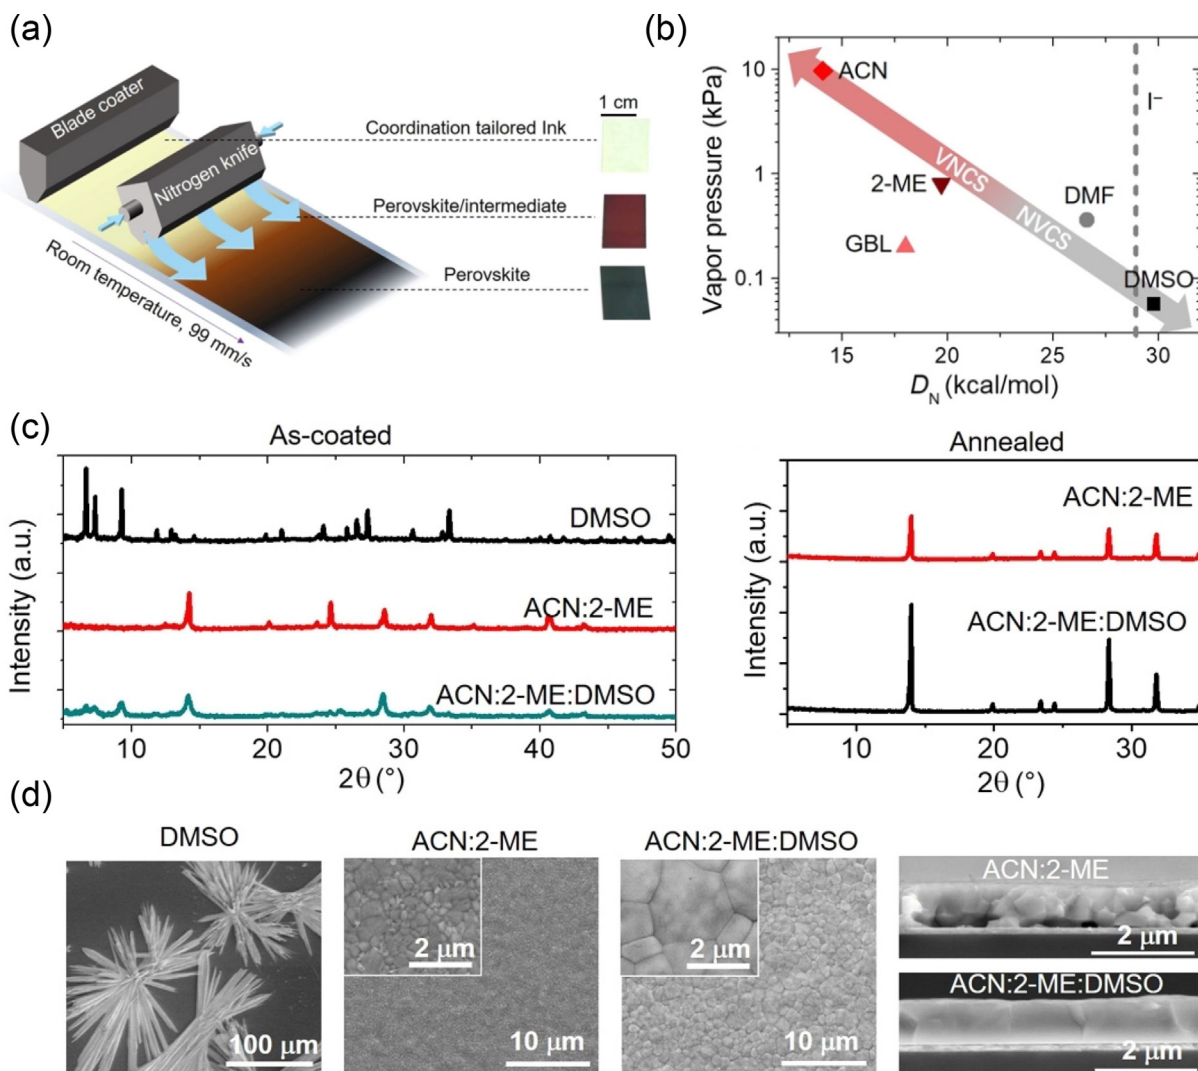 (a)
Blade coater
Nitrogen knife
Room temperature, 99 mm/s
1 cm
Coordination tailored Ink
Perovskite/intermediate
Perovskite
(b)
Vapor pressure (kPa)
10
1
0.1
ACN
VNCS
2-ME
GBL
DMF
NVCS
DMSO
I⁻
15 20 25 30
D_N (kcal/mol)
(c)
As-coated
Intensity (a.u.)
DMSO
ACN:2-ME
ACN:2-ME:DMSO
10 20 30 40 50
2θ (°)
Annealed
Intensity (a.u.)
ACN:2-ME
ACN:2-ME:DMSO
10 20 30
2θ (°)
(d)
DMSO
100 μm
ACN:2-ME
2 μm
10 μm
ACN:2-ME:DMSO
2 μm
10 μm
ACN:2-ME
2 μm
ACN:2-ME:DMSO
2 μm